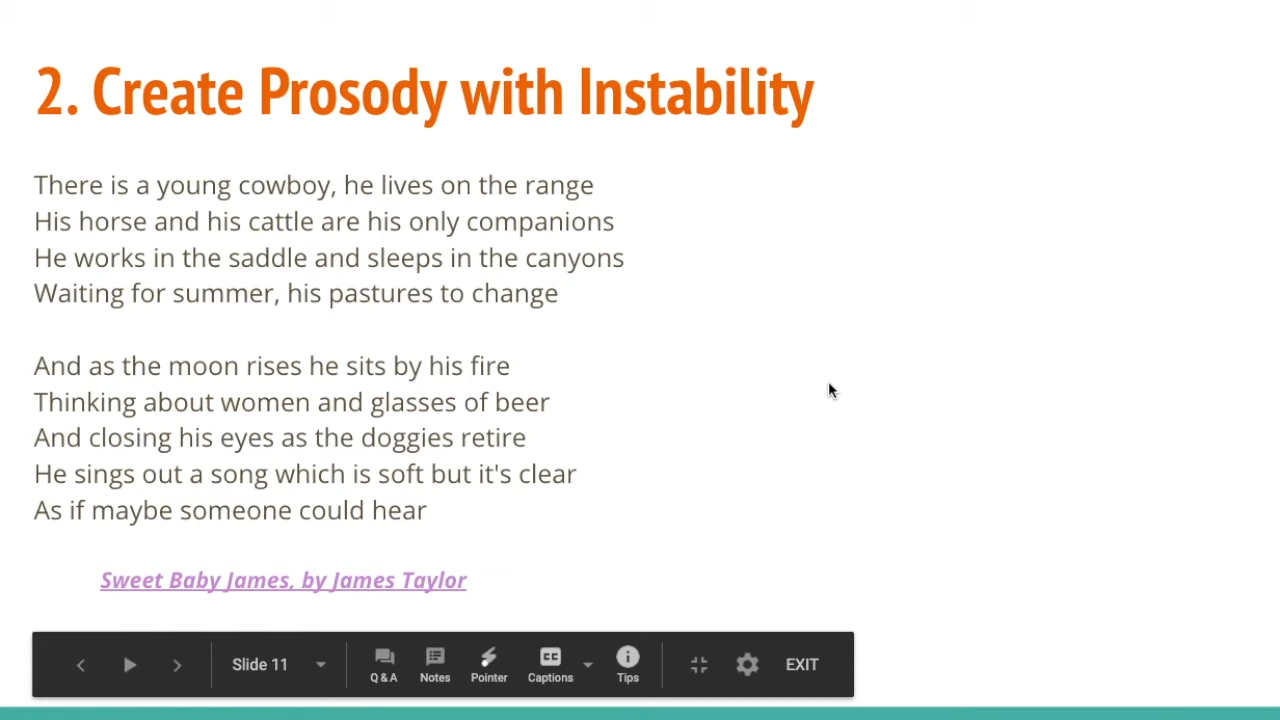 2. Create Prosody with Instability
There is a young cowboy, he lives on the range
His horse and his cattle are his only companions
He works in the saddle and sleeps in the canyons
Waiting for summer, his pastures to change
And as the moon rises he sits by his fire
Thinking about women and glasses of beer
And closing his eyes as the doggies retire
He sings out a song which is soft but it's clear
As if maybe someone could hear
Sweet Baby James, by James Taylor
Slide 11
Q & A
Notes
Pointer
CC
Captions
Tips
EXIT